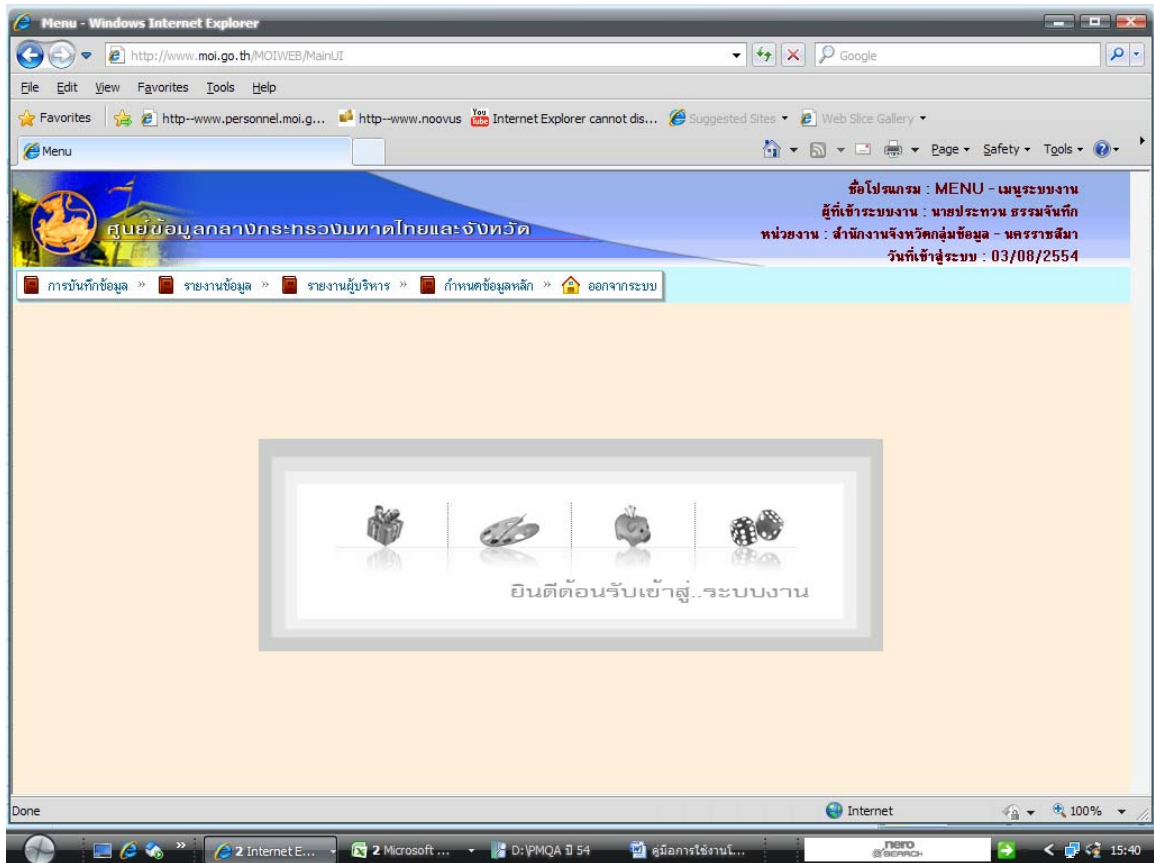 Menu - Windows Internet Explorer
http://www.moi.go.th/MOIWEB/MainUI
Google
File Edit View Favorites Tools Help
Favorites http--www.personnel.moi.g... http--www.noovus You Tube Internet Explorer cannot dis... Suggested Sites Web Slice Gallery
Menu Page Safety Tools
ชื่อโปรแกรม : MENU - เมนูระบบงาน
ผู้ที่เข้าระบบงาน : นายประทวน ธรรมจันทึก
ศูนย์ข้อมูลกลางกระทรวงมหาดไทยและจังหวัด
หน่วยงาน : สำนักงานจังหวัดกลุ่มข้อมูล - นครราชสีมา
วันที่เข้าสู่ระบบ : 03/08/2554
การบันทึกข้อมูล » รายงานข้อมูล » รายงานผู้บริหาร » กำหนดข้อมูลหลัก » ออกจากระบบ
ยินดีต้อนรับเข้าสู่..ระบบงาน
Done Internet 100%
2 Internet E... 2 Microsoft ... D:\PMQA ปี 54 คู่มือการใช้งานโ... nero SEARCH 15:40